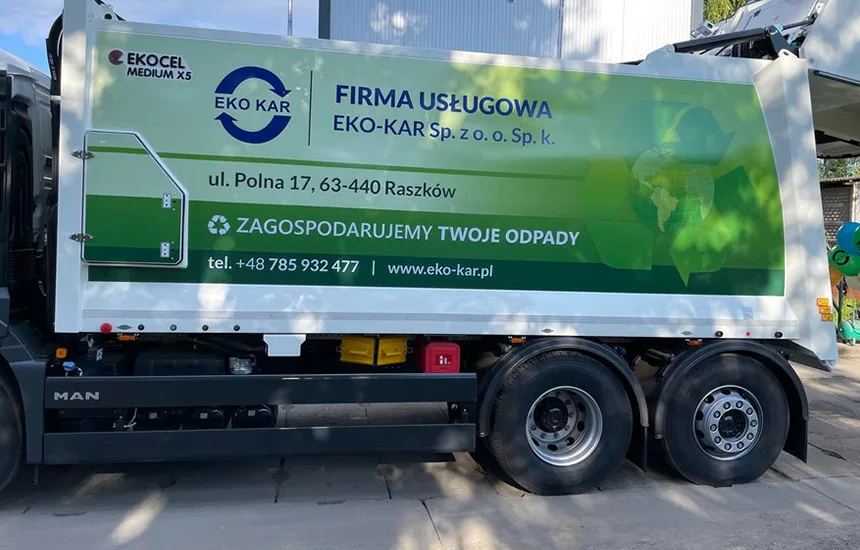 EKOCEL
MEDIUM X5
EKO KAR
FIRMA USŁUGOWA
EKO-KAR Sp. z o. o. Sp. k.
ul. Polna 17, 63-440 Raszków
ZAGOSPODARUJEMY TWOJE ODPADY
tel. +48 785 932 477 | www.eko-kar.pl
MAN